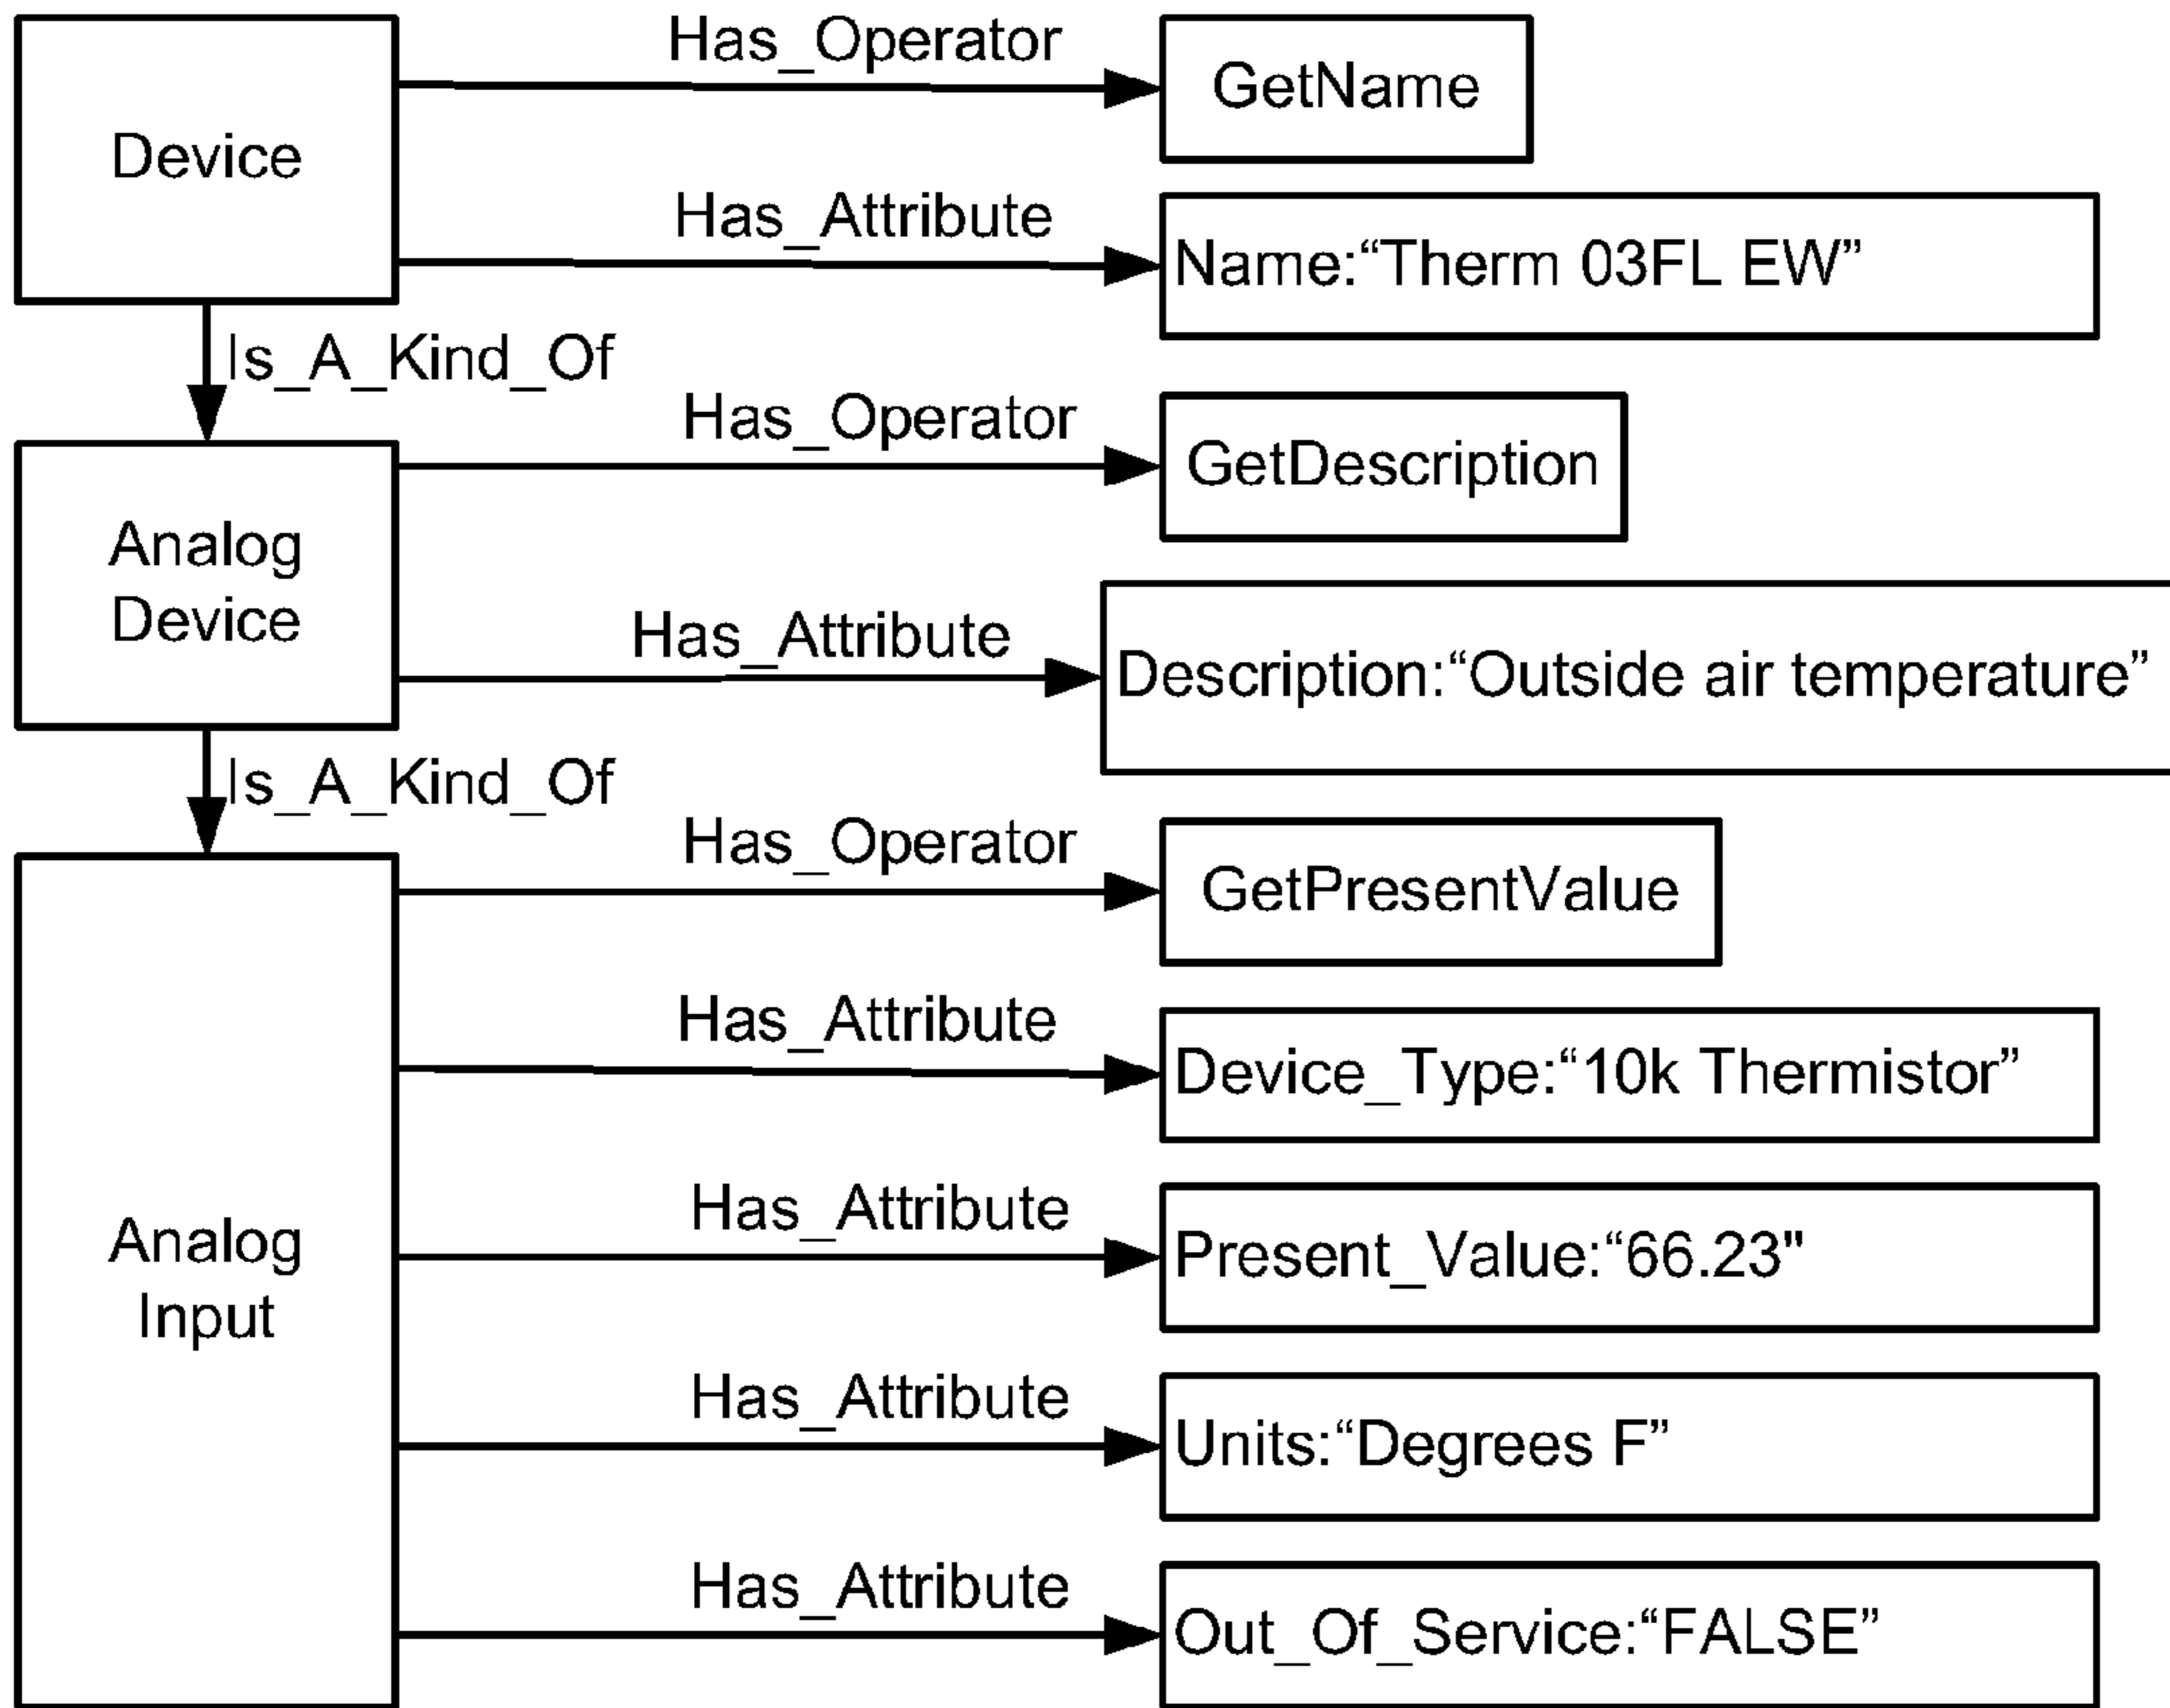 Has_Operator
GetName
Device
Has_Attribute
Name:“Therm 03FL EW”
Is_A_Kind_Of
Has_Operator
GetDescription
Analog
Device
Has_Attribute
Description:“Outside air temperature”
Is_A_Kind_Of
Has_Operator
GetPresentValue
Has_Attribute
Device_Type:“10k Thermistor”
Analog
Input
Has_Attribute
Present_Value:“66.23"
Has_Attribute
Units:“Degrees F”
Has_Attribute
Out_Of_Service:“FALSE”